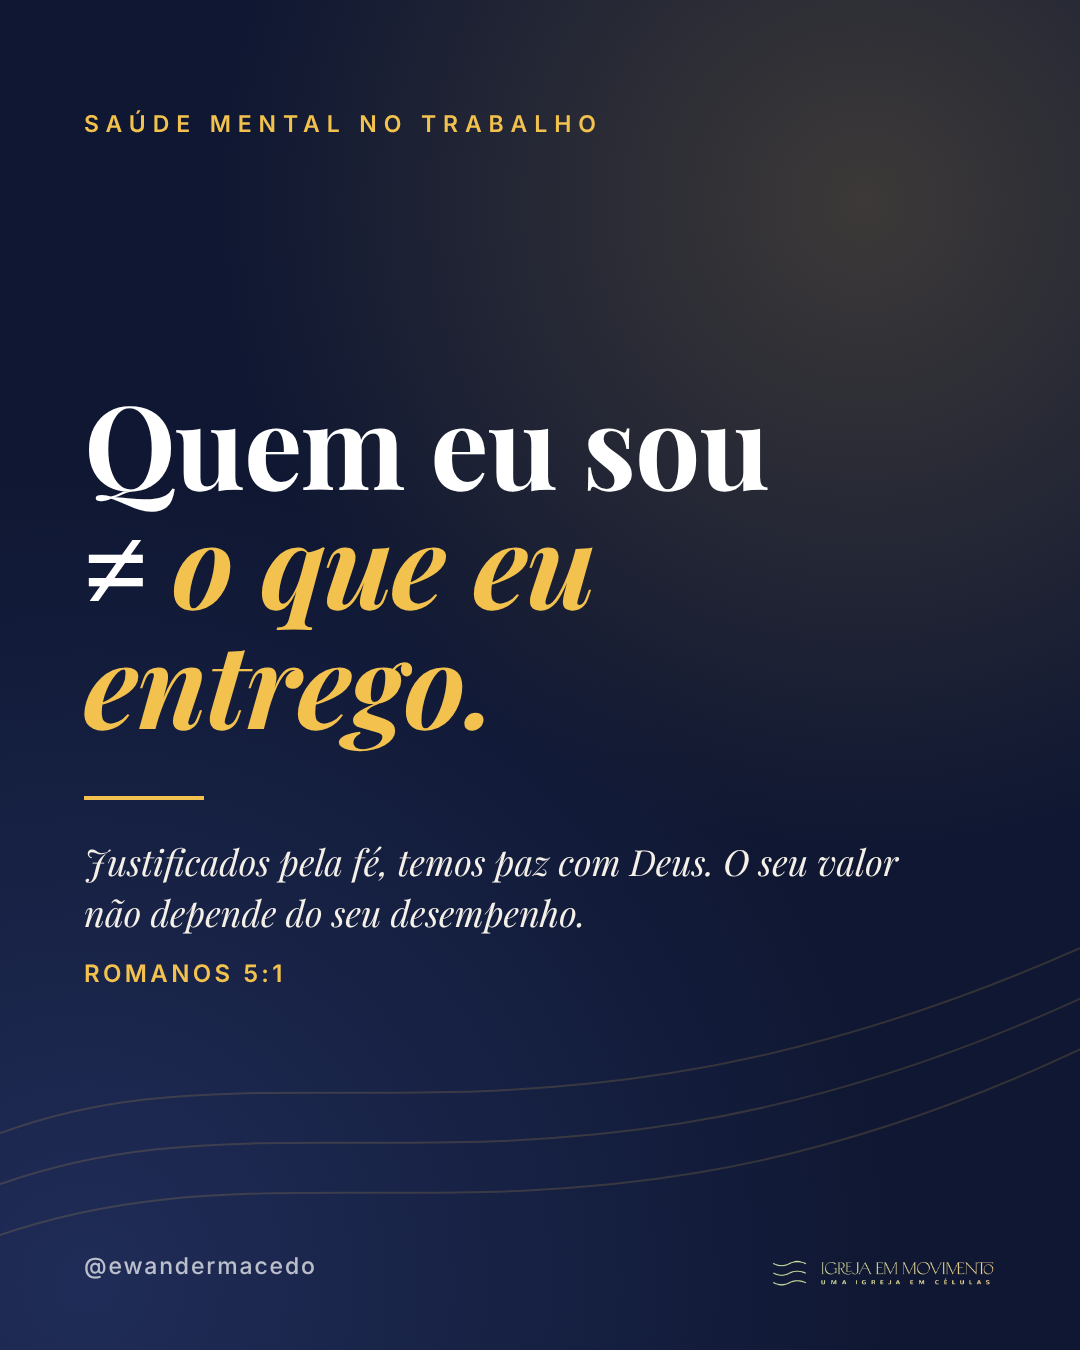 SAÚDE MENTAL NO TRABALHO
Quem eu sou
≠ o que eu
entrego.
Justificados pela fé, temos paz com Deus. O seu valor
não depende do seu desempenho.
ROMANOS 5:1
@ewandermacedo
IGREJA EM MOVIMENTO
UMA IGREJA EM CÉLULAS